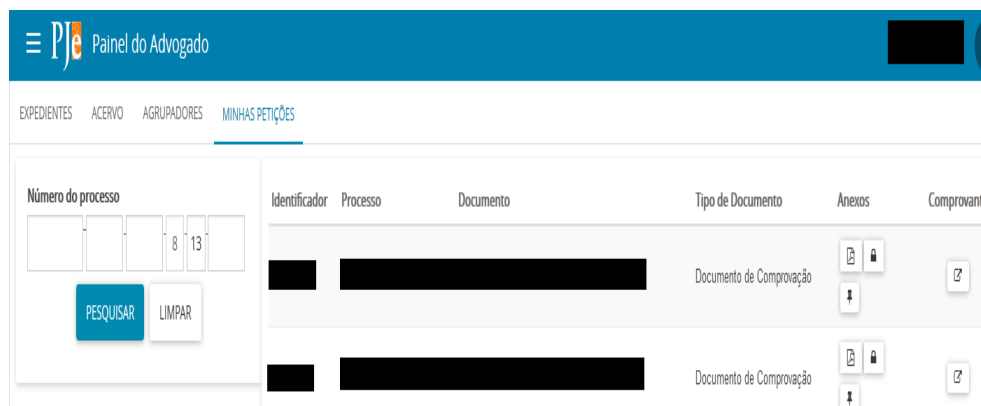 PJe Painel do Advogado
EXPEDIENTES ACERVO AGRUPADORES MINHAS PETIÇÕES
Número do processo
- - . 8 . 13 .
PESQUISAR LIMPAR
Identificador Processo Documento Tipo de Documento Anexos Comprovant
Documento de Comprovação
Documento de Comprovação